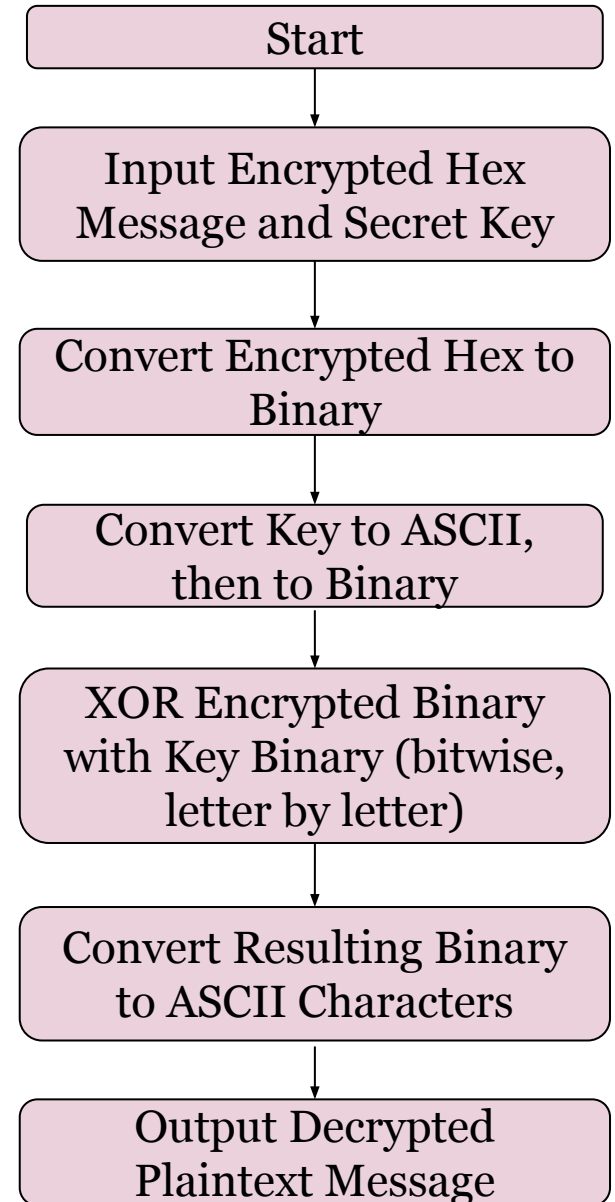 Start
Input Encrypted Hex
Message and Secret Key
Convert Encrypted Hex to
Binary
Convert Key to ASCII,
then to Binary
XOR Encrypted Binary
with Key Binary (bitwise,
letter by letter)
Convert Resulting Binary
to ASCII Characters
Output Decrypted
Plaintext Message